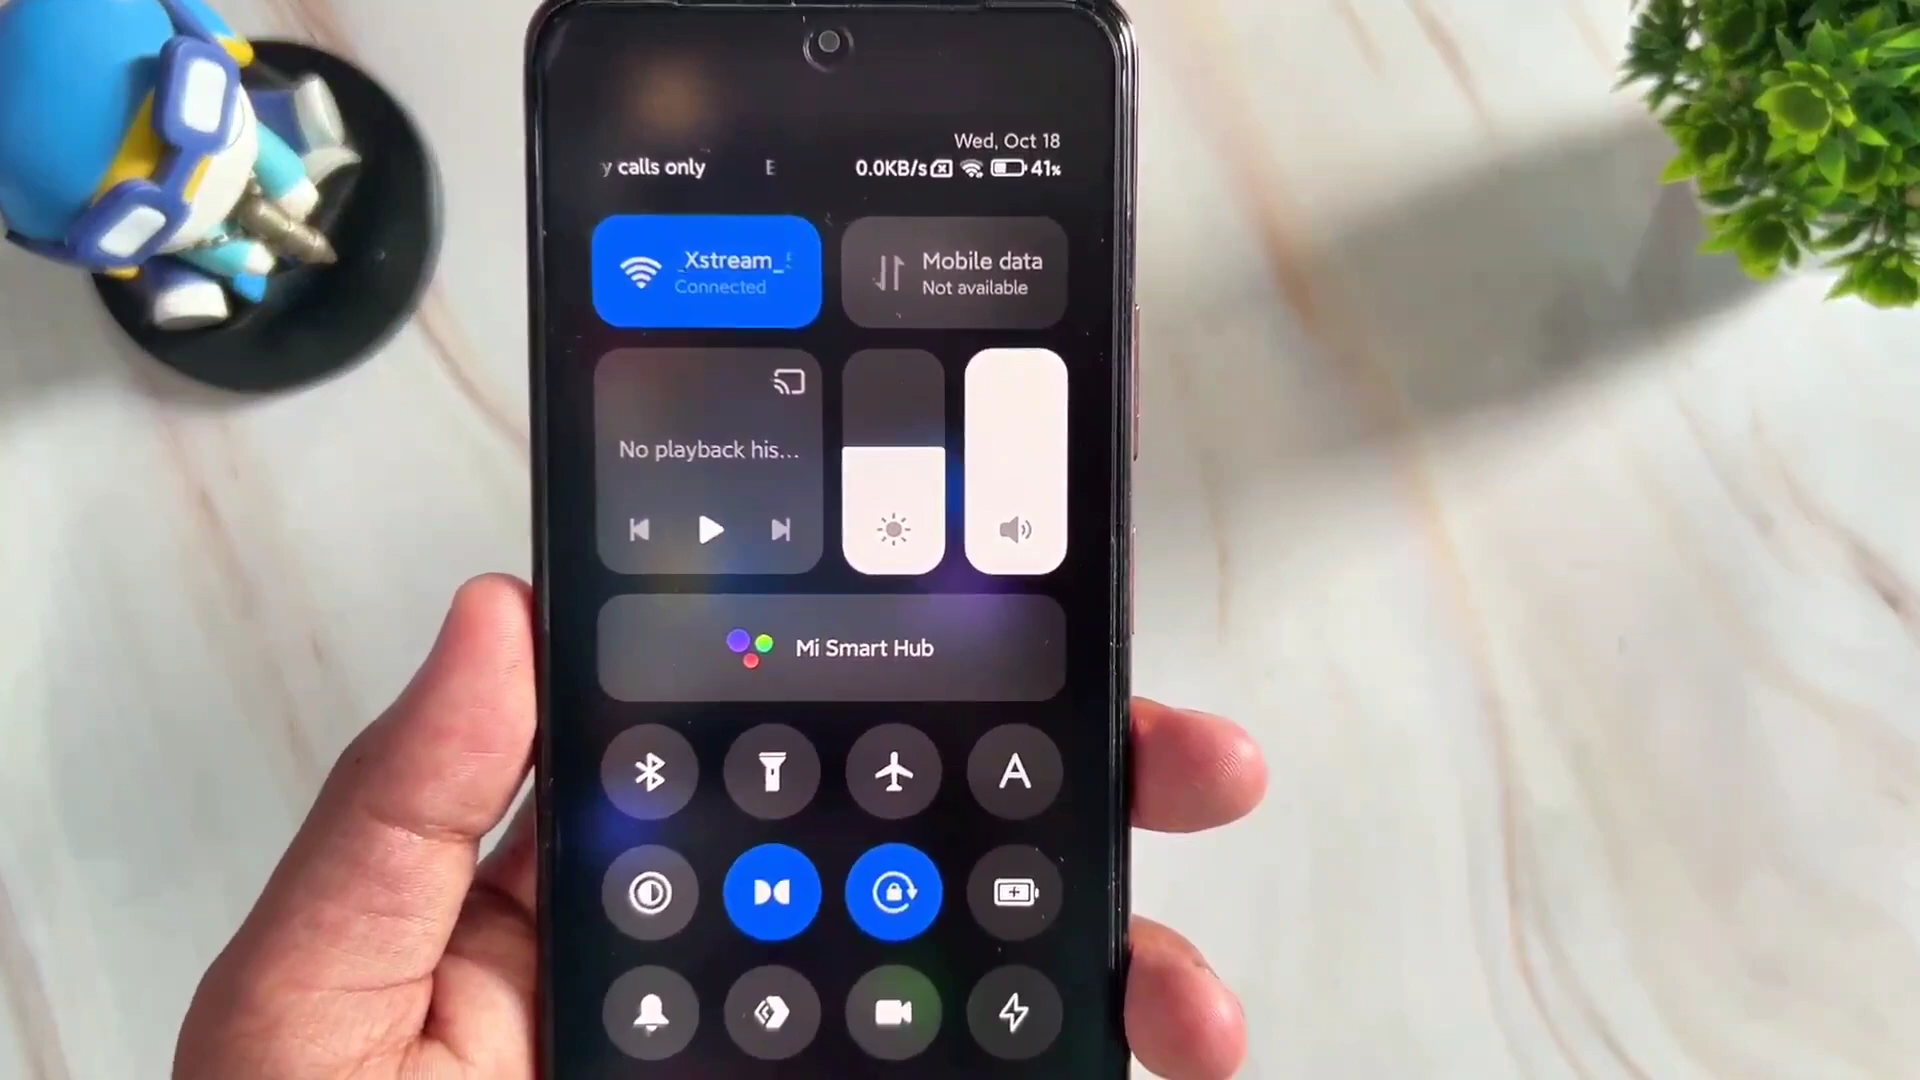 Wed, Oct 18
y calls only E 0.0KB/s 41%
_Xstream_5
Connected
Mobile data
Not available
No playback his...
Mi Smart Hub
A